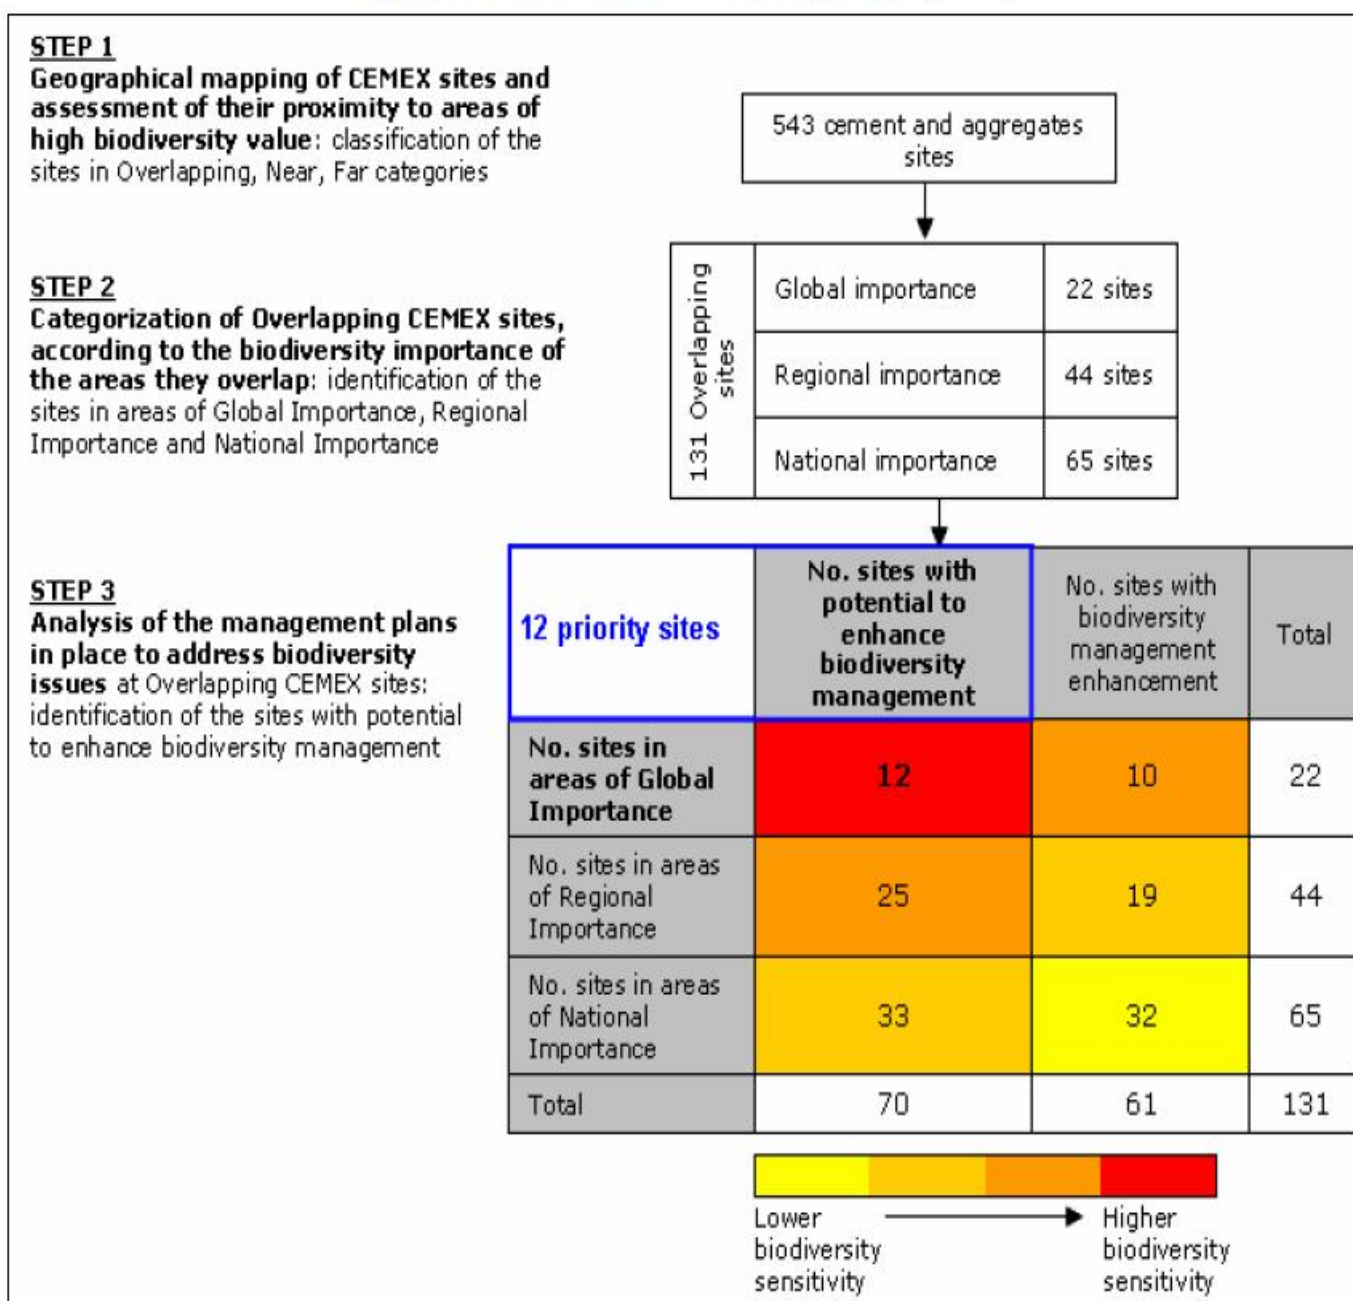 STEP 1
Geographical mapping of CEMEX sites and
assessment of their proximity to areas of
high biodiversity value: classification of the
sites in Overlapping, Near, Far categories
543 cement and aggregates
sites
STEP 2
Categorization of Overlapping CEMEX sites,
according to the biodiversity importance of
the areas they overlap: identification of the
sites in areas of Global Importance, Regional
Importance and National Importance
131 Overlapping
sites
Global importance 22 sites
Regional importance 44 sites
National importance 65 sites
STEP 3
Analysis of the management plans
in place to address biodiversity
issues at Overlapping CEMEX sites:
identification of the sites with potential
to enhance biodiversity management
12 priority sites
No. sites with
potential to
enhance
biodiversity
management
No. sites with
biodiversity
management
enhancement
Total
No. sites in
areas of Global
Importance
12 10 22
No. sites in areas
of Regional
Importance
25 19 44
No. sites in areas
of National
Importance
33 32 65
Total 70 61 131
Lower
biodiversity
sensitivity
Higher
biodiversity
sensitivity